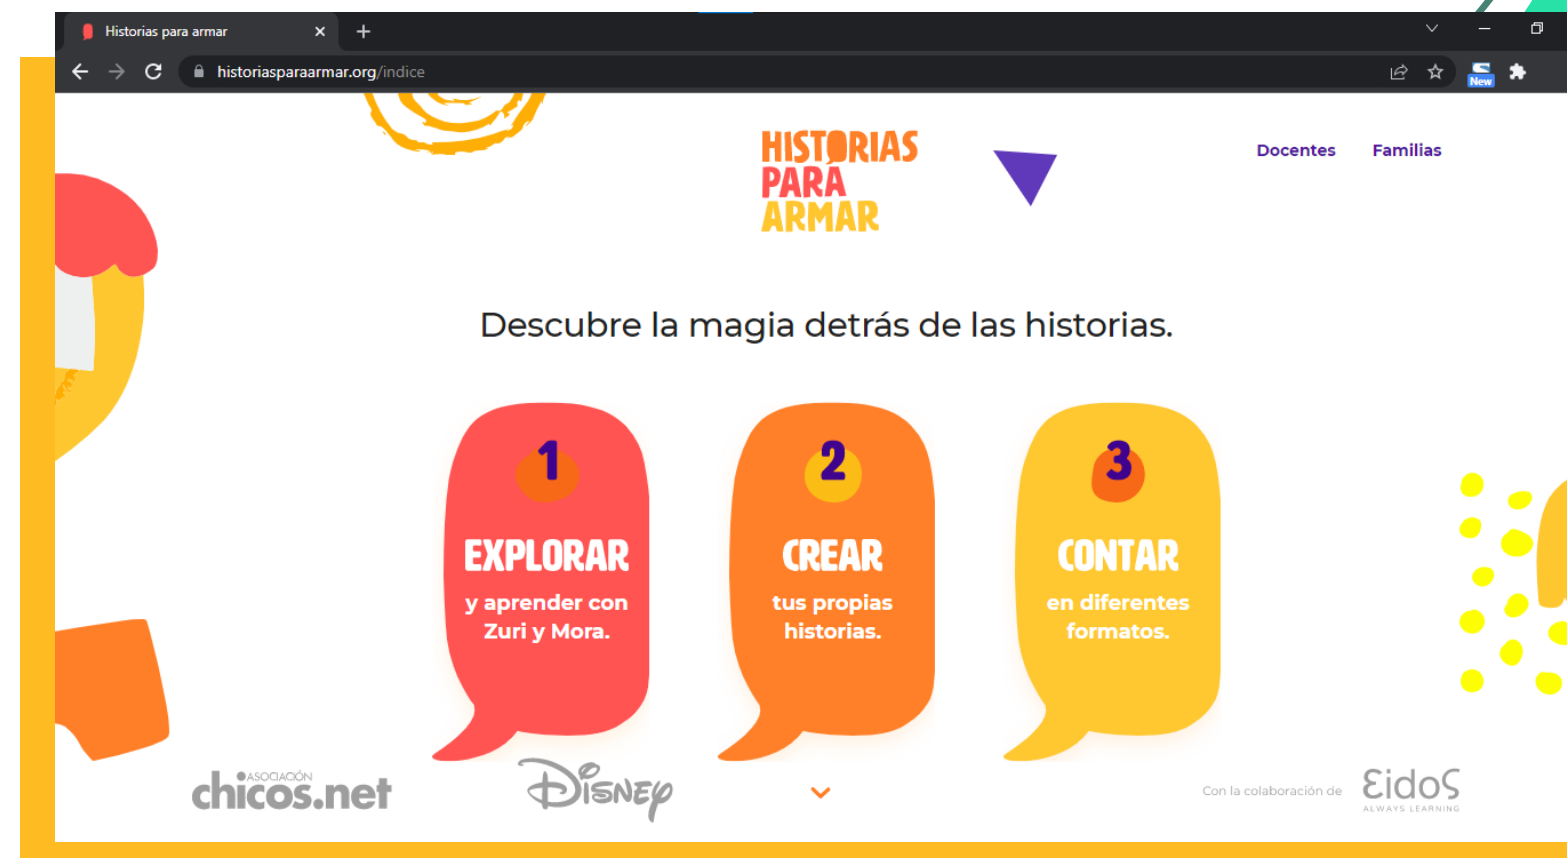 Historias para armar
historiasparaarmar.org/indice
New
HISTORIAS
PARA
ARMAR
Docentes Familias
Descubre la magia detrás de las historias.
1
EXPLORAR
y aprender con
Zuri y Mora.
2
CREAR
tus propias
historias.
3
CONTAR
en diferentes
formatos.
ASOCIACIÓN
chicos.net
Disney
Con la colaboración de
EidoS
ALWAYS LEARNING